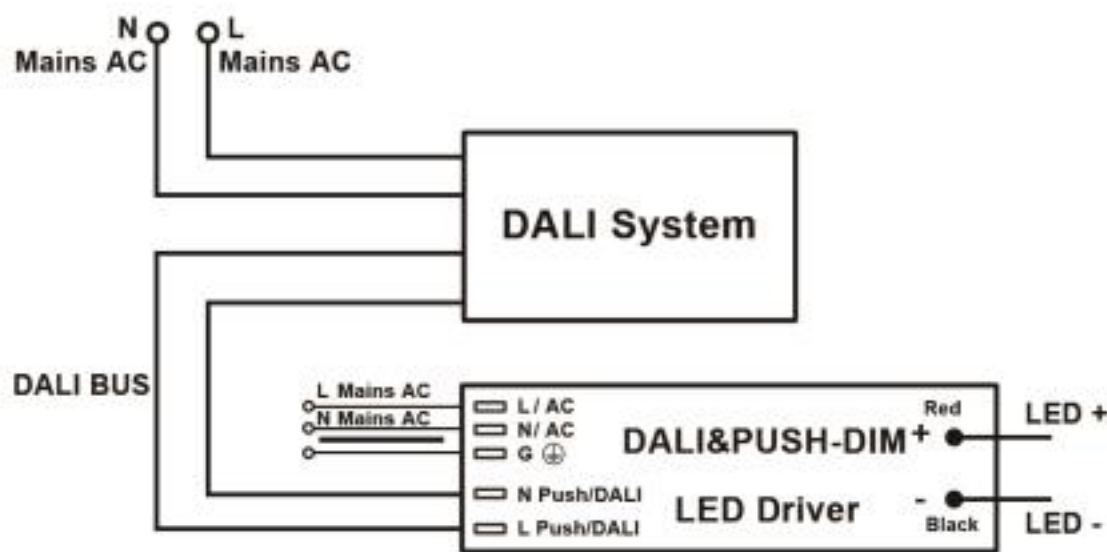 N L
Mains AC Mains AC
DALI System
DALI BUS
L Mains AC
N Mains AC
L / AC
N/ AC
G
N Push/DALI
L Push/DALI
DALI&PUSH-DIM
LED Driver
Red
+
-
Black
LED +
LED -